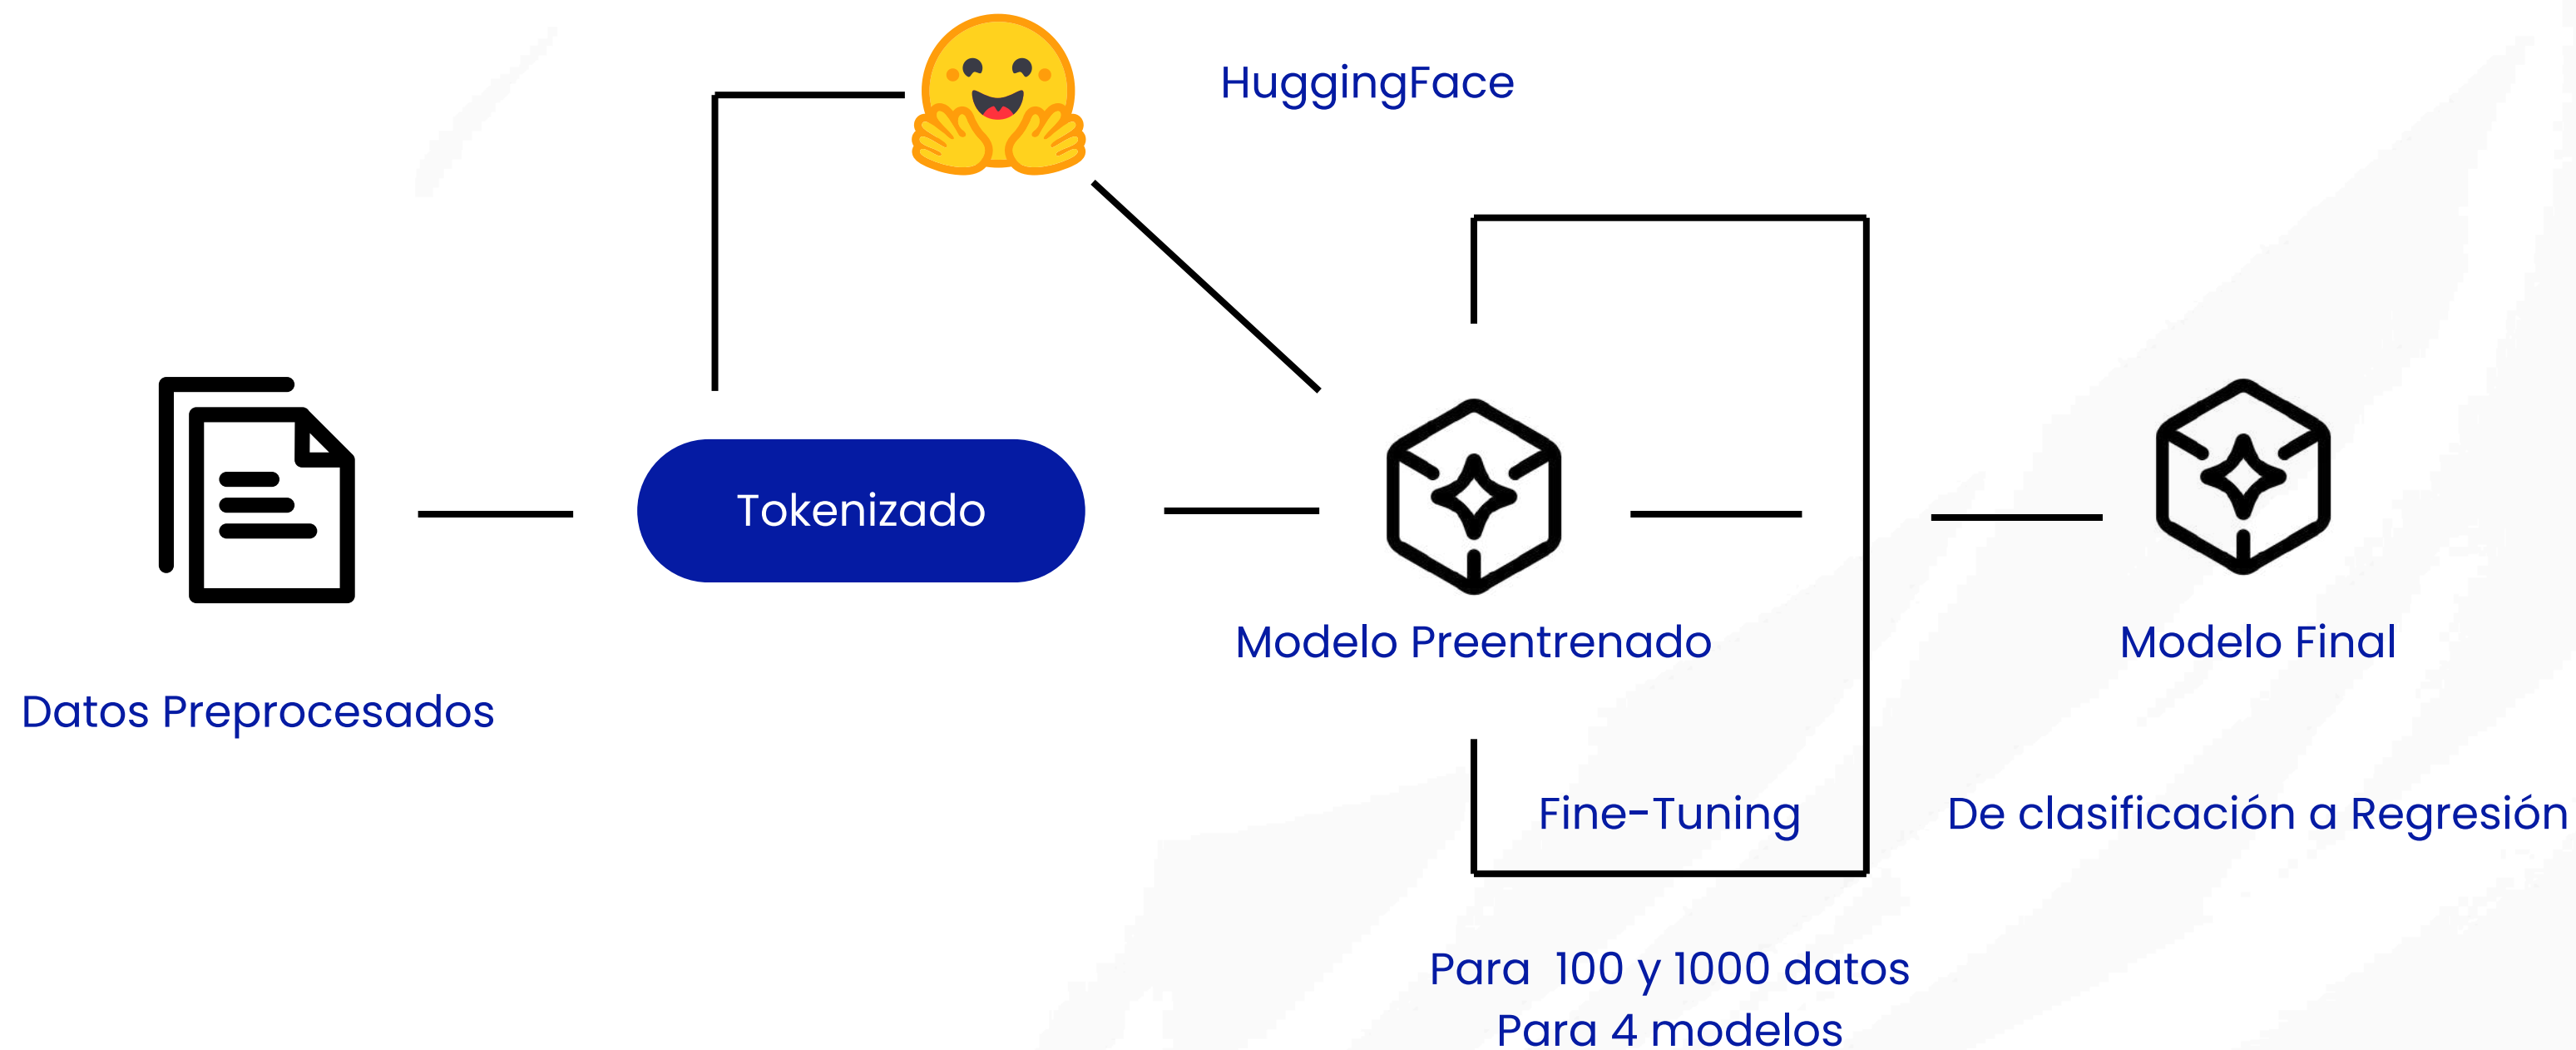 HuggingFace
Tokenizado
Modelo Preentrenado
Modelo Final
Datos Preprocesados
Fine-Tuning
De clasificación a Regresión
Para 100 y 1000 datos
Para 4 modelos